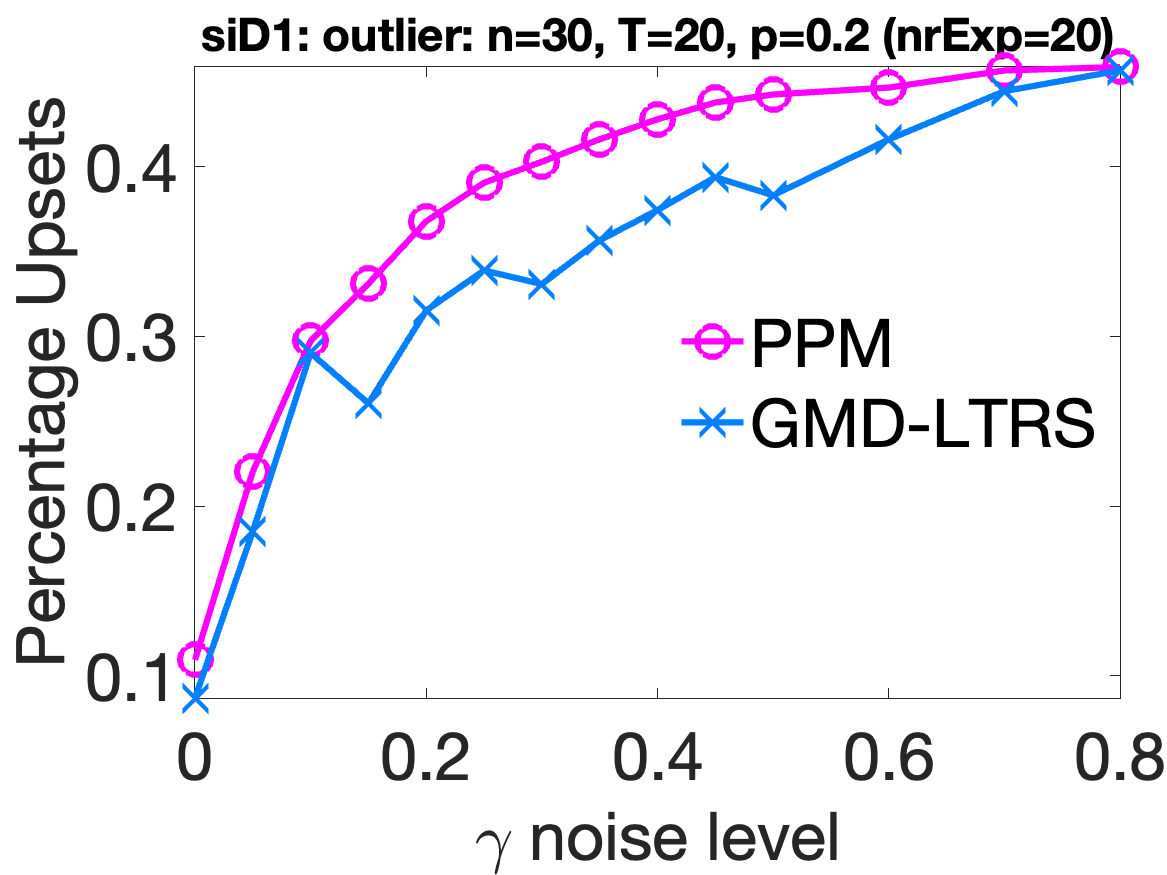 siD1: outlier: n=30, T=20, p=0.2 (nrExp=20)
Percentage Upsets
0.4
0.3
0.2
0.1
PPM
GMD-LTRS
0 0.2 0.4 0.6 0.8
γ noise level